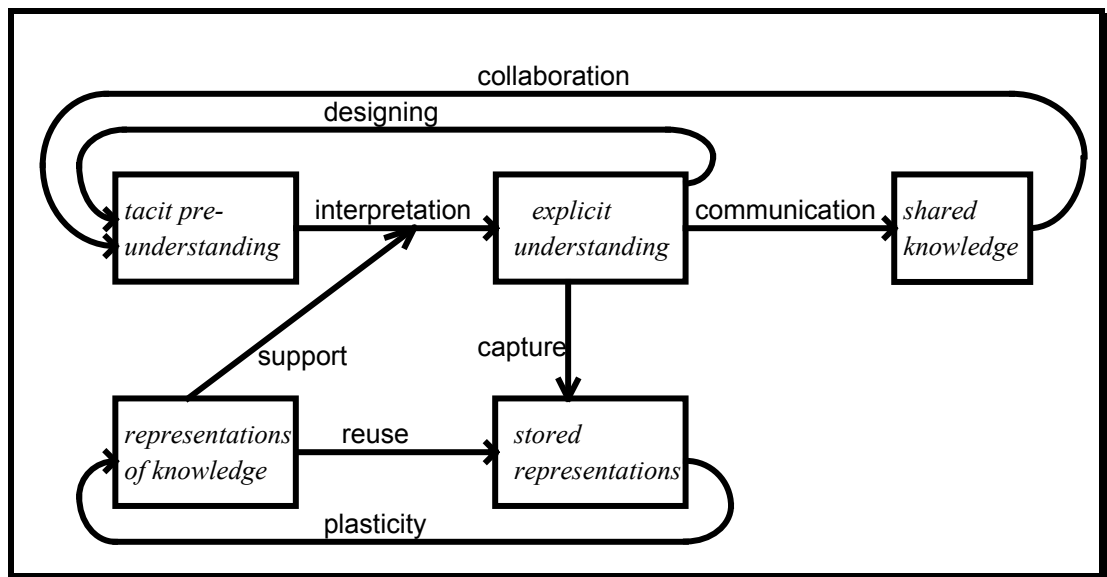 collaboration
designing
tacit pre-
understanding
interpretation
explicit
understanding
communication
shared
knowledge
support
capture
representations
of knowledge
reuse
stored
representations
plasticity